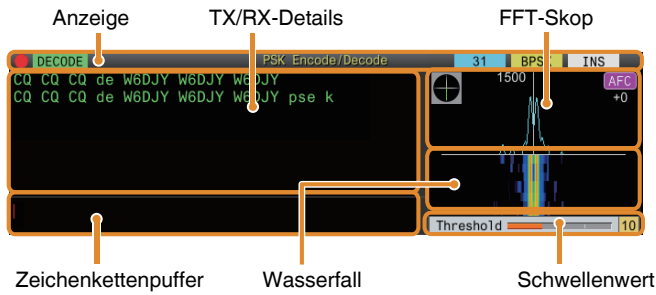 Anzeige TX/RX-Details FFT-Skop
DECODE PSK Encode/Decode 31 BPSK INS
CQ CQ CQ de W6DJY W6DJY W6DJY
CQ CQ CQ de W6DJY W6DJY W6DJY pse k
1500 AFC
+0
Threshold 10
Zeichenkettenpuffer Wasserfall Schwellenwert